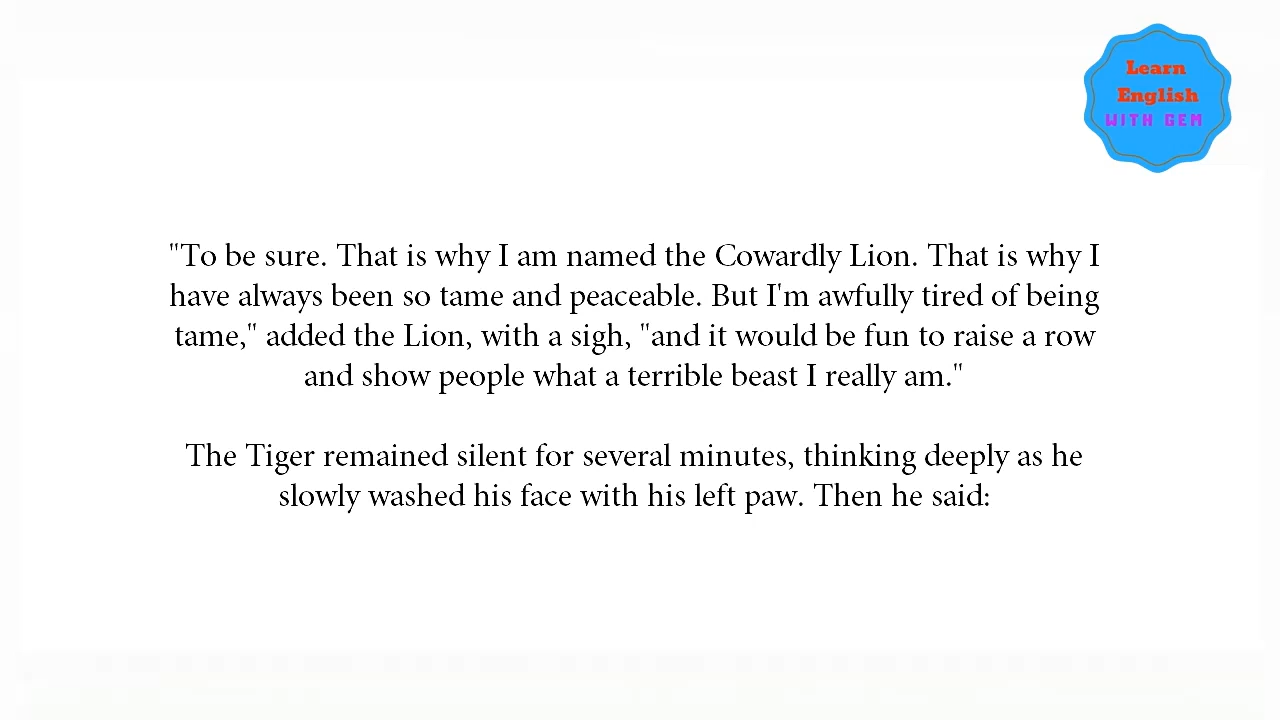 Learn
English
WITH GEM
"To be sure. That is why I am named the Cowardly Lion. That is why I
have always been so tame and peaceable. But I'm awfully tired of being
tame," added the Lion, with a sigh, "and it would be fun to raise a row
and show people what a terrible beast I really am."
The Tiger remained silent for several minutes, thinking deeply as he
slowly washed his face with his left paw. Then he said: